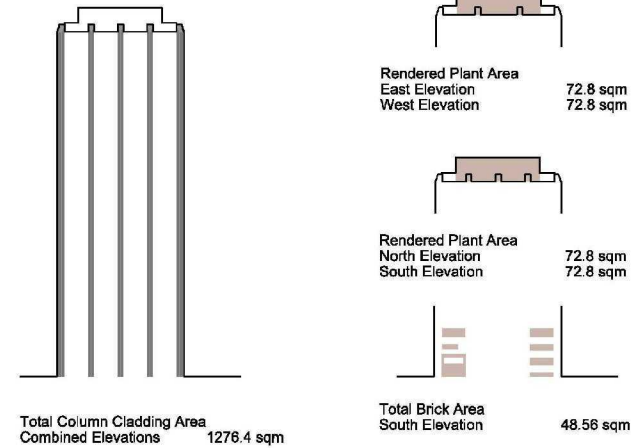 Rendered Plant Area
East Elevation 72.8 sqm
West Elevation 72.8 sqm
Rendered Plant Area
North Elevation 72.8 sqm
South Elevation 72.8 sqm
Total Column Cladding Area
Combined Elevations 1276.4 sqm
Total Brick Area
South Elevation 48.56 sqm